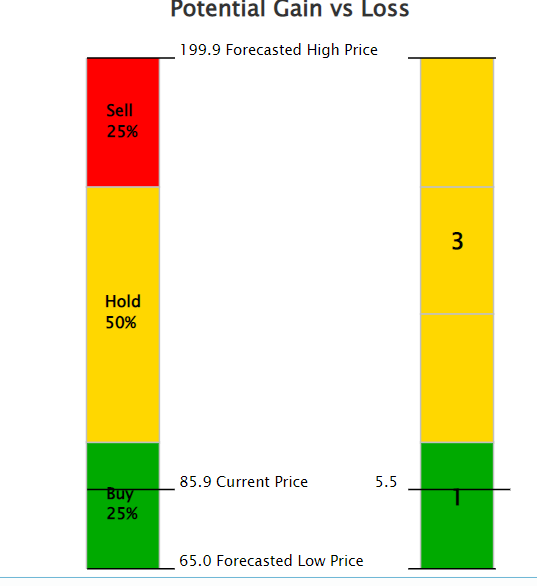 Potential Gain vs Loss
199.9 Forecasted High Price
Sell
25%
3
Hold
50%
85.9 Current Price
5.5
Buy
25%
1
65.0 Forecasted Low Price